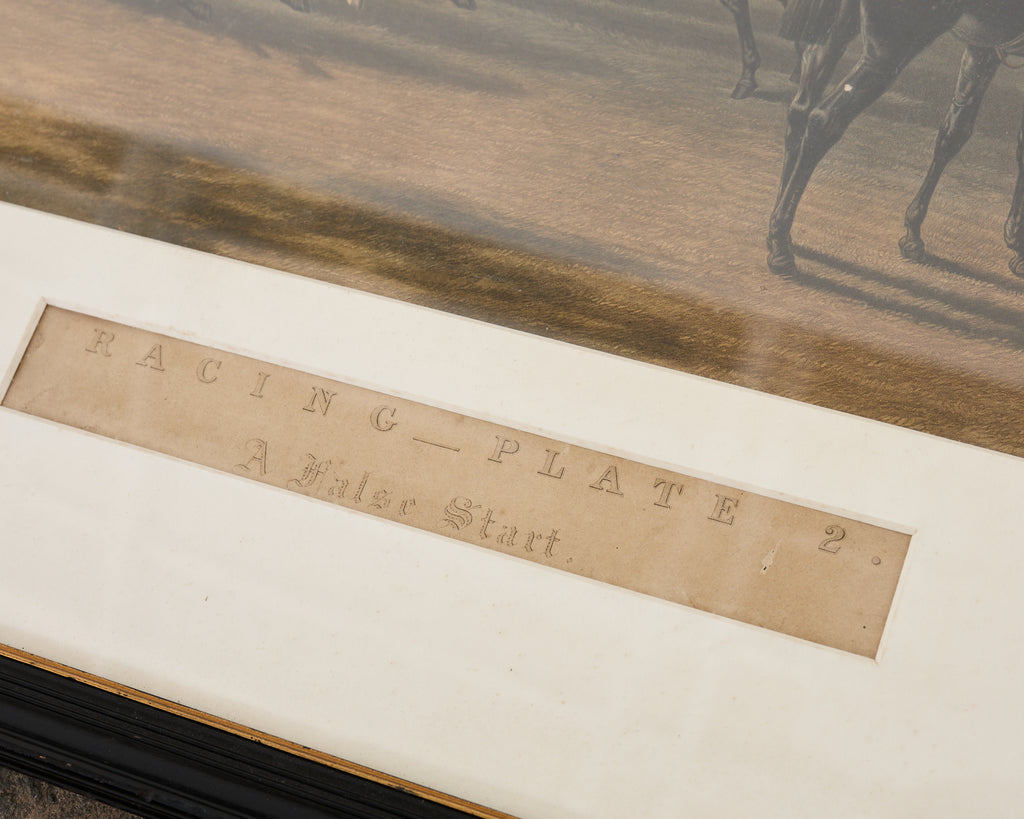 RACING — PLATE 2.
A False Start.